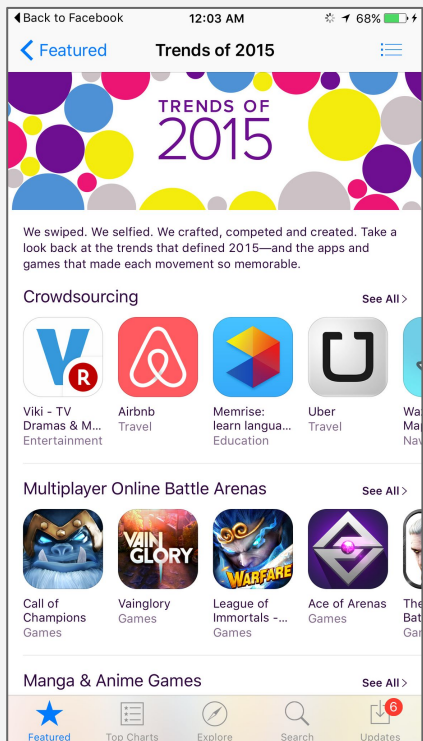 Back to Facebook 12:03 AM 68%
Featured Trends of 2015
TRENDS OF
2015
We swiped. We selfied. We crafted, competed and created. Take a
look back at the trends that defined 2015—and the apps and
games that made each movement so memorable.
Crowdsourcing See All
R
Viki - TV Airbnb Memrise: Uber
Dramas & M... Travel learn langua... Travel
Entertainment Education
Multiplayer Online Battle Arenas See All
VAIN
GLORY
WARFARE
Call of Vainglory League of Ace of Arenas The
Champions Games Immortals -... Games Bat
Games Games
Manga & Anime Games See All
6
Featured Top Charts Explore Search Updates